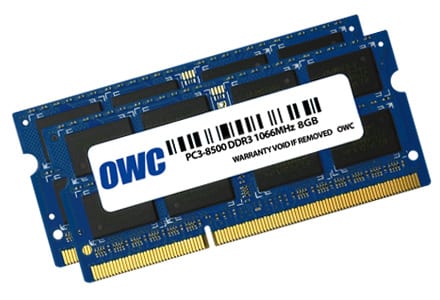 OWC
PC3-8500 DDR3 1066MHz 8GB
WARRANTY VOID IF REMOVED OWC